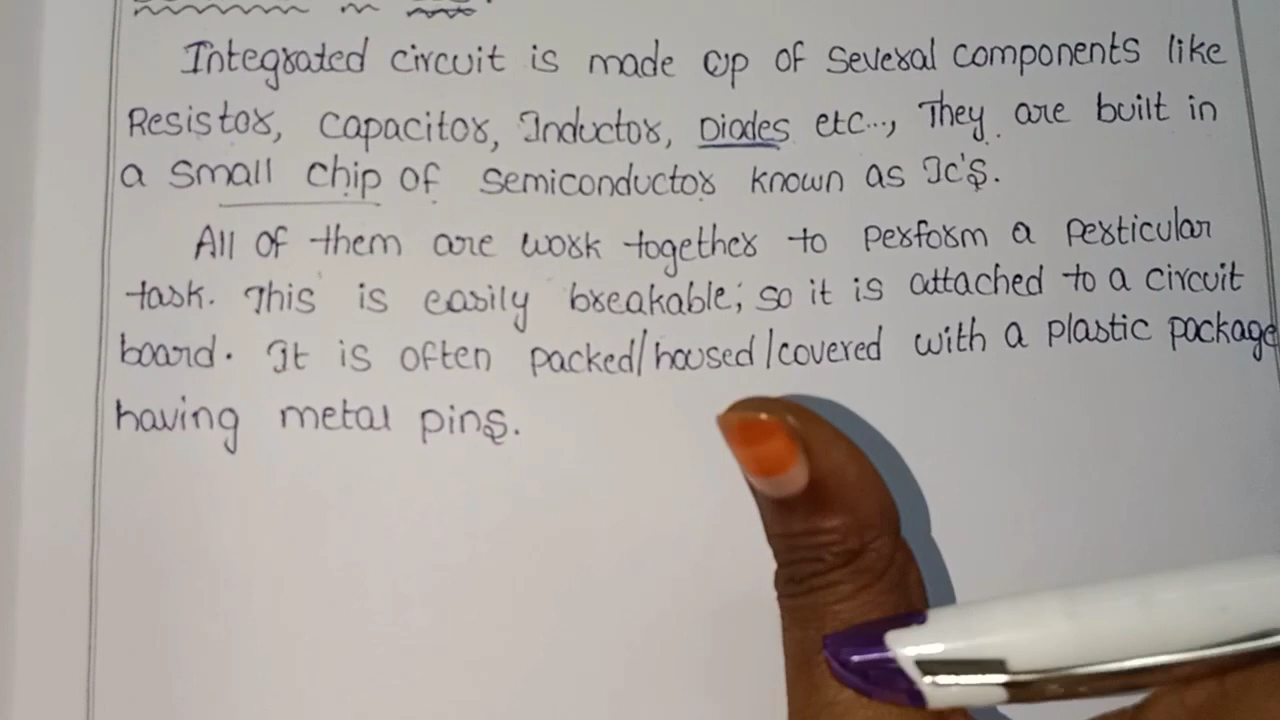 Integrated circuit is made up of several components like
Resistor, capacitor, Inductor, Diodes etc..., They are built in
a small chip of semiconductor known as Ic's.
All of them are work together to perform a perticular
task. This is easily breakable; so it is attached to a circuit
board. It is often packed/housed/covered with a plastic package
having metal pins.